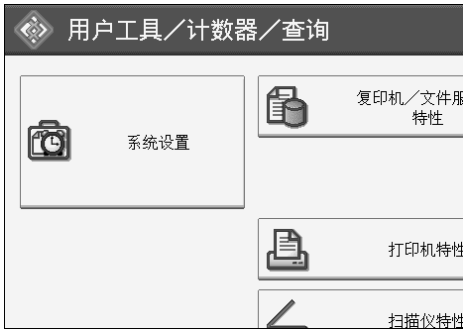 用户工具／计数器／查询
系统设置
复印机／文件服
特性
打印机特性
扫描仪特性